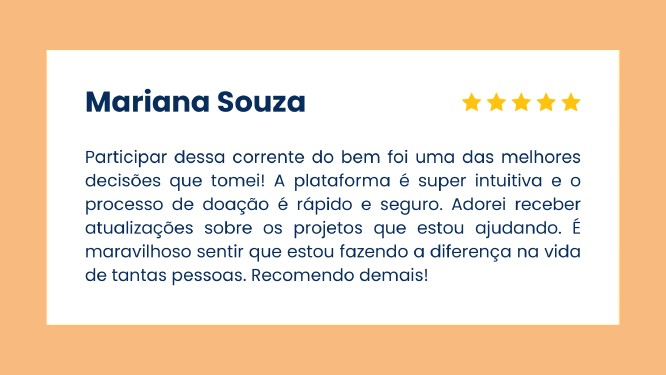 Mariana Souza
Participar dessa corrente do bem foi uma das melhores
decisões que tomei! A plataforma é super intuitiva e o
processo de doação é rápido e seguro. Adorei receber
atualizações sobre os projetos que estou ajudando. É
maravilhoso sentir que estou fazendo a diferença na vida
de tantas pessoas. Recomendo demais!